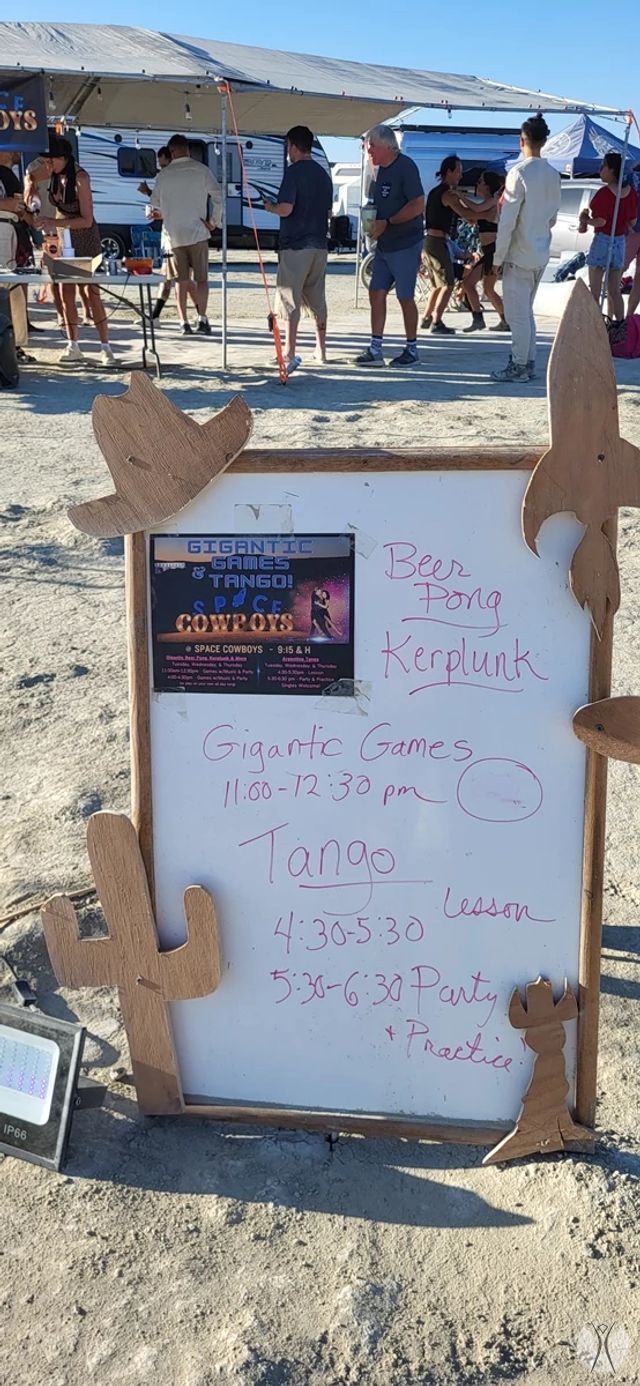 CE
OYS
GIGANTIC
GAMES
& TANGO!
SPACE
COWBOYS
@ SPACE COWBOYS - 9:15 & H
Gigantic Beer Pong, Kerplunk & More
Tuesday, Wednesday & Thursday
11:00am-12:30pm - Games w/Music & Party
4:00-4:30pm - Games w/Music & Party
Argentine Tango
Tuesday, Wednesday & Thursday
4:30-5:30pm - Lesson
5:30-6:30 pm - Party & Practice
Singles Welcome!
Beer
Pong
Kerplunk
Gigantic Games
11:00-12:30 pm
Tango
Lesson
4:30-5:30
5:30-6:30 Party
+ Practice!
IP66